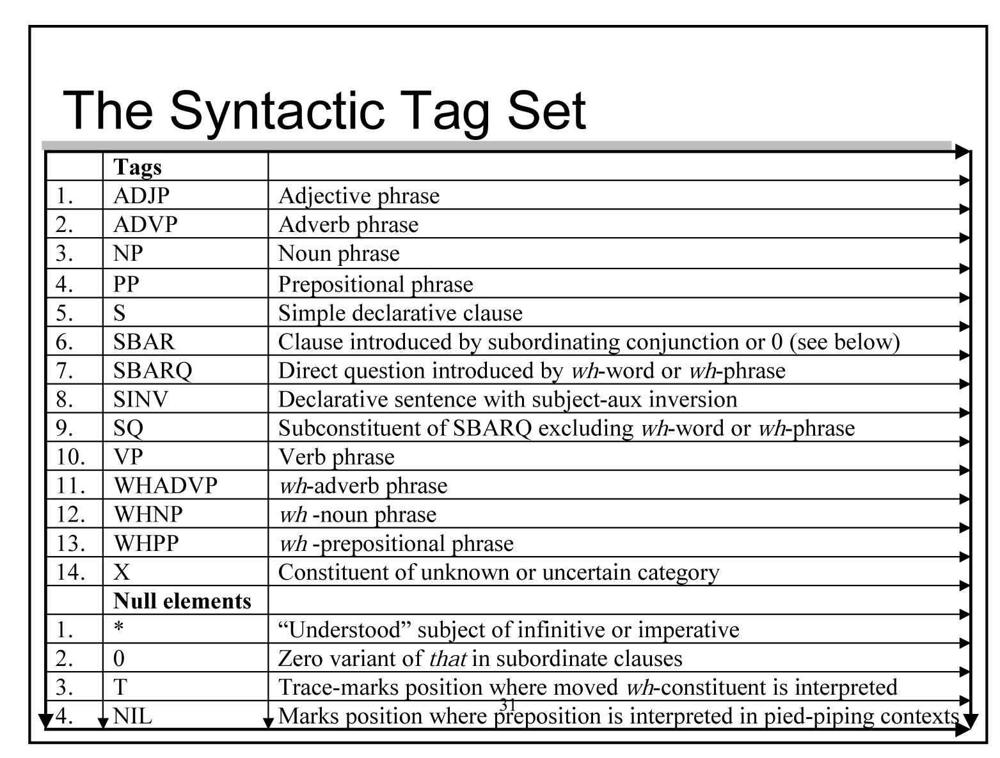 The Syntactic Tag Set
Tags
1. ADJP Adjective phrase
2. ADVP Adverb phrase
3. NP Noun phrase
4. PP Prepositional phrase
5. S Simple declarative clause
6. SBAR Clause introduced by subordinating conjunction or 0 (see below)
7. SBARQ Direct question introduced by wh-word or wh-phrase
8. SINV Declarative sentence with subject-aux inversion
9. SQ Subconstituent of SBARQ excluding wh-word or wh-phrase
10. VP Verb phrase
11. WHADVP wh-adverb phrase
12. WHNP wh -noun phrase
13. WHPP wh -prepositional phrase
14. X Constituent of unknown or uncertain category
Null elements
1. * “Understood” subject of infinitive or imperative
2. 0 Zero variant of that in subordinate clauses
3. T Trace-marks position where moved wh-constituent is interpreted
4. NIL Marks position where preposition is interpreted in pied-piping contexts
31